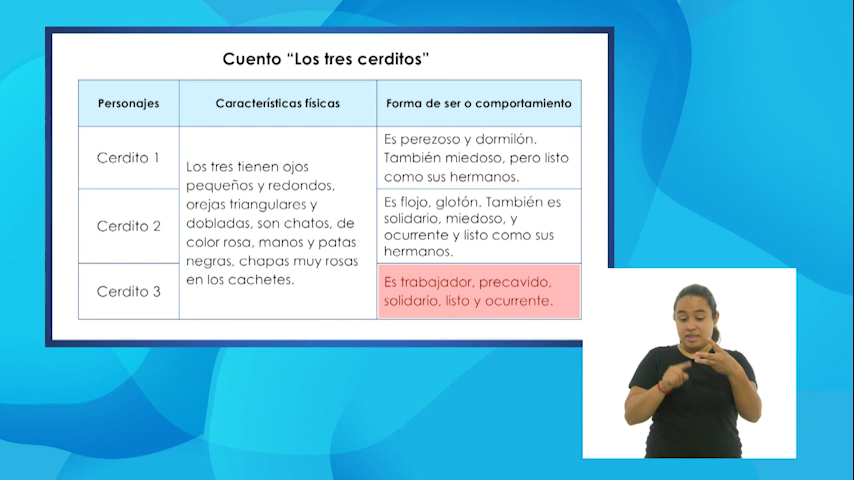 Cuento “Los tres cerditos”
Personajes
Características físicas
Forma de ser o comportamiento
Cerdito 1
Los tres tienen ojos
pequeños y redondos,
orejas triangulares y
dobladas, son chatos, de
color rosa, manos y patas
negras, chapas muy rosas
en los cachetes.
Es perezoso y dormilón.
También miedoso, pero listo
como sus hermanos.
Cerdito 2
Es flojo, glotón. También es
solidario, miedoso, y
ocurrente y listo como sus
hermanos.
Cerdito 3
Es trabajador, precavido,
solidario, listo y ocurrente.